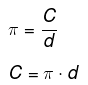 π = C/d
C = π · d